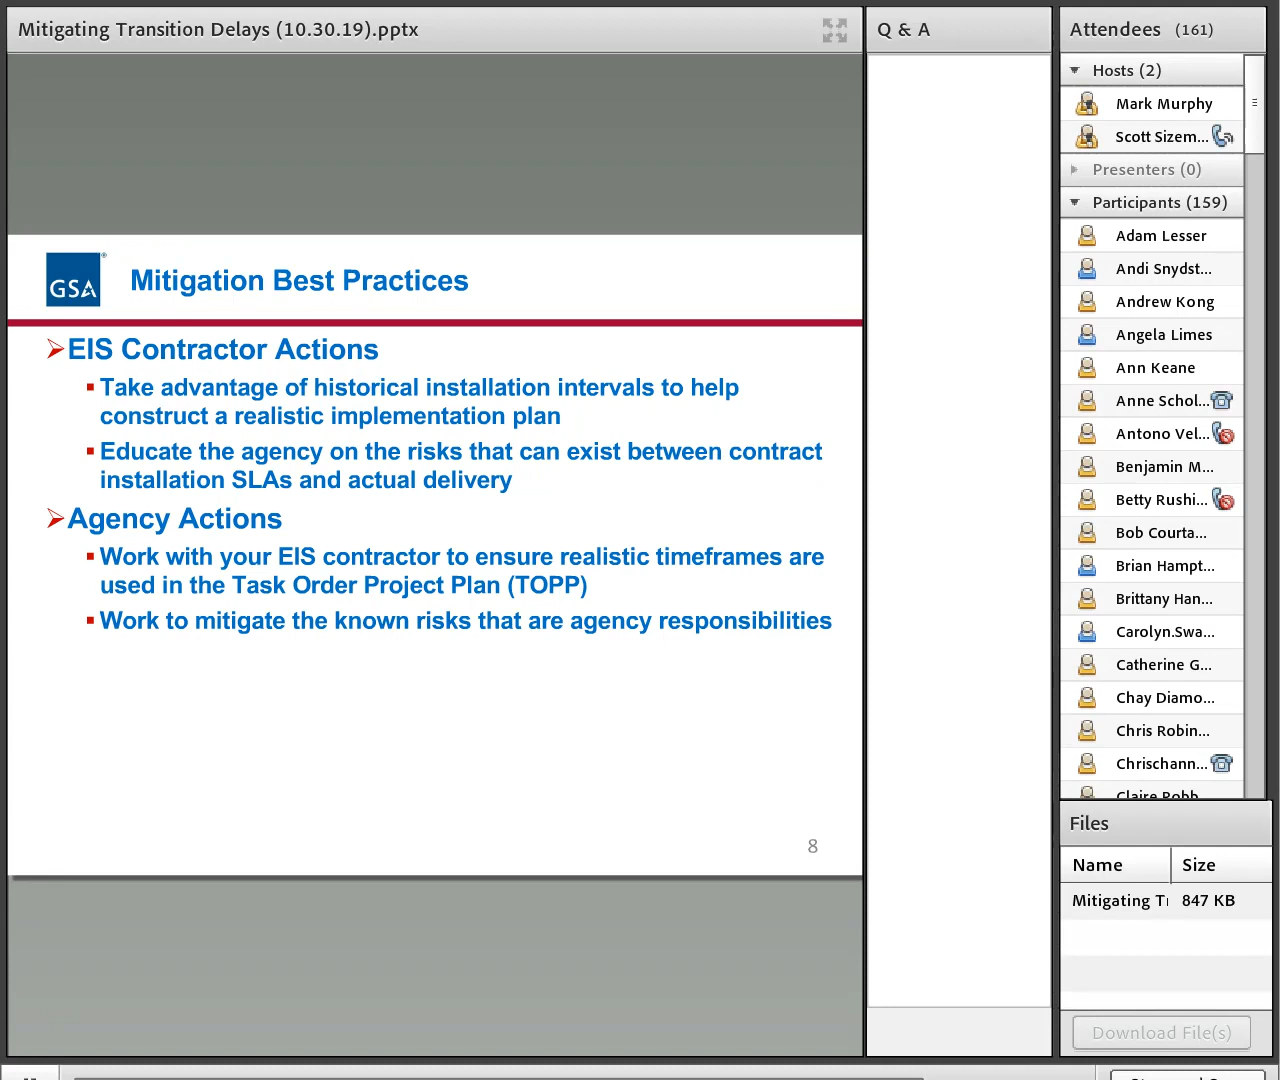 Mitigating Transition Delays (10.30.19).pptx
GSA
Mitigation Best Practices
EIS Contractor Actions
Take advantage of historical installation intervals to help
construct a realistic implementation plan
Educate the agency on the risks that can exist between contract
installation SLAs and actual delivery
Agency Actions
Work with your EIS contractor to ensure realistic timeframes are
used in the Task Order Project Plan (TOPP)
Work to mitigate the known risks that are agency responsibilities
8
Q & A
Attendees (161)
Hosts (2)
Mark Murphy
Scott Sizem...
Presenters (0)
Participants (159)
Adam Lesser
Andi Snydst...
Andrew Kong
Angela Limes
Ann Keane
Anne Schol...
Antono Vel...
Benjamin M...
Betty Rushi...
Bob Courta...
Brian Hampt...
Brittany Han...
Carolyn.Swa...
Catherine G...
Chay Diamo...
Chris Robin...
Chrischann...
Claire Robb
Files
Name Size
Mitigating Tr 847 KB
Download File(s)